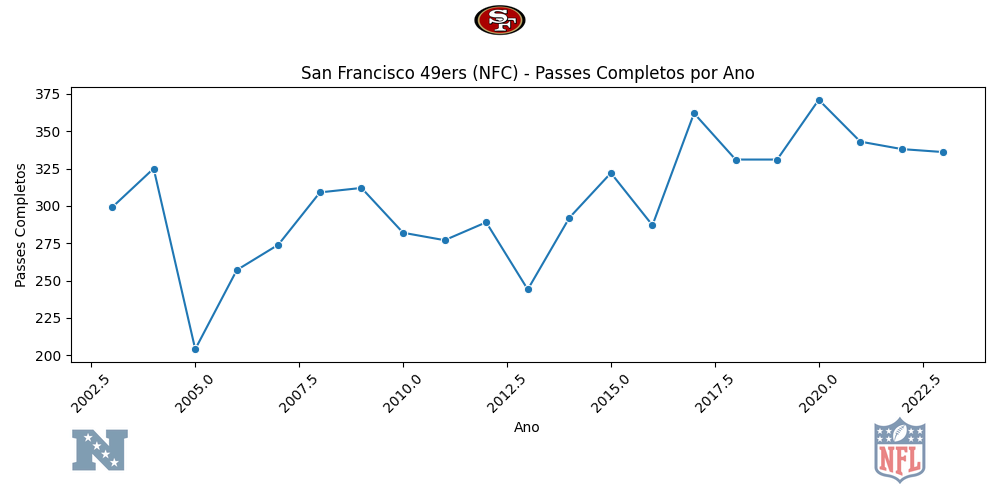 SF
San Francisco 49ers (NFC) - Passes Completos por Ano
Passes Completos
375
350
325
300
275
250
225
200
2002.5
2005.0
2007.5
2010.0
2012.5
2015.0
2017.5
2020.0
2022.5
Ano
N
NFL